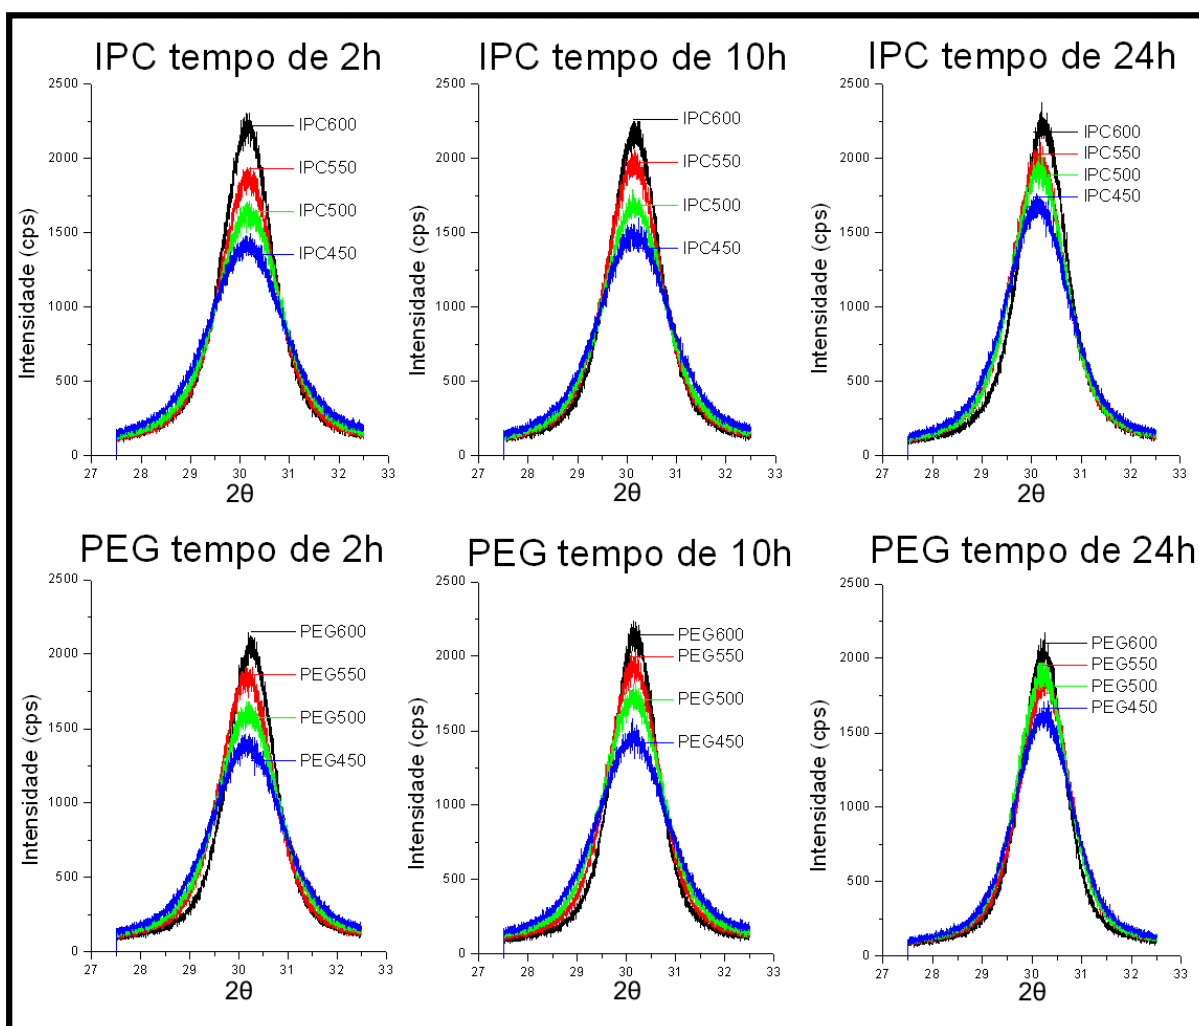 IPC tempo de 2h
2500
2000
1500
1000
500
0
Intensidade (cps)
IPC600
IPC550
IPC500
IPC450
27 28 29 30 31 32 33
2θ
IPC tempo de 10h
2500
2000
1500
1000
500
0
Intensidade (cps)
IPC600
IPC550
IPC500
IPC450
27 28 29 30 31 32 33
2θ
IPC tempo de 24h
2500
2000
1500
1000
500
0
Intensidade (cps)
IPC600
IPC550
IPC500
IPC450
27 28 29 30 31 32 33
2θ
PEG tempo de 2h
2500
2000
1500
1000
500
0
Intensidade (cps)
PEG600
PEG550
PEG500
PEG450
27 28 29 30 31 32 33
2θ
PEG tempo de 10h
2500
2000
1500
1000
500
0
Intensidade (cps)
PEG600
PEG550
PEG500
PEG450
27 28 29 30 31 32 33
2θ
PEG tempo de 24h
2500
2000
1500
1000
500
0
Intensidade (cps)
PEG600
PEG550
PEG500
PEG450
27 28 29 30 31 32 33
2θ